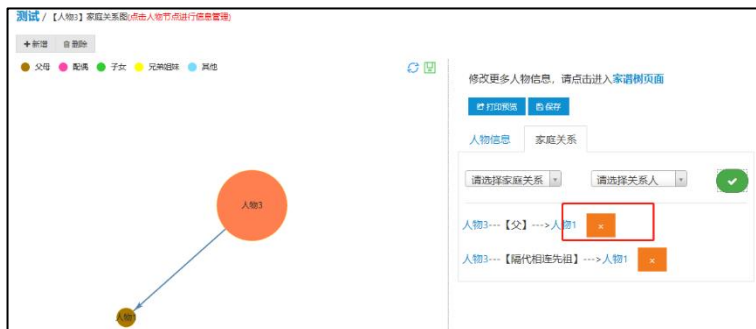 测试 / 【人物3】家庭关系图(点击人物节点进行信息管理)
+新增 删除
父母 配偶 子女 兄弟姐妹 其他
修改更多人物信息，请点击进入家谱树页面
打印预览 保存
人物信息 家庭关系
请选择家庭关系 请选择关系人
人物3---【父】--->人物1 ×
人物3---【隔代相连先祖】--->人物1 ×
人物3
人物1